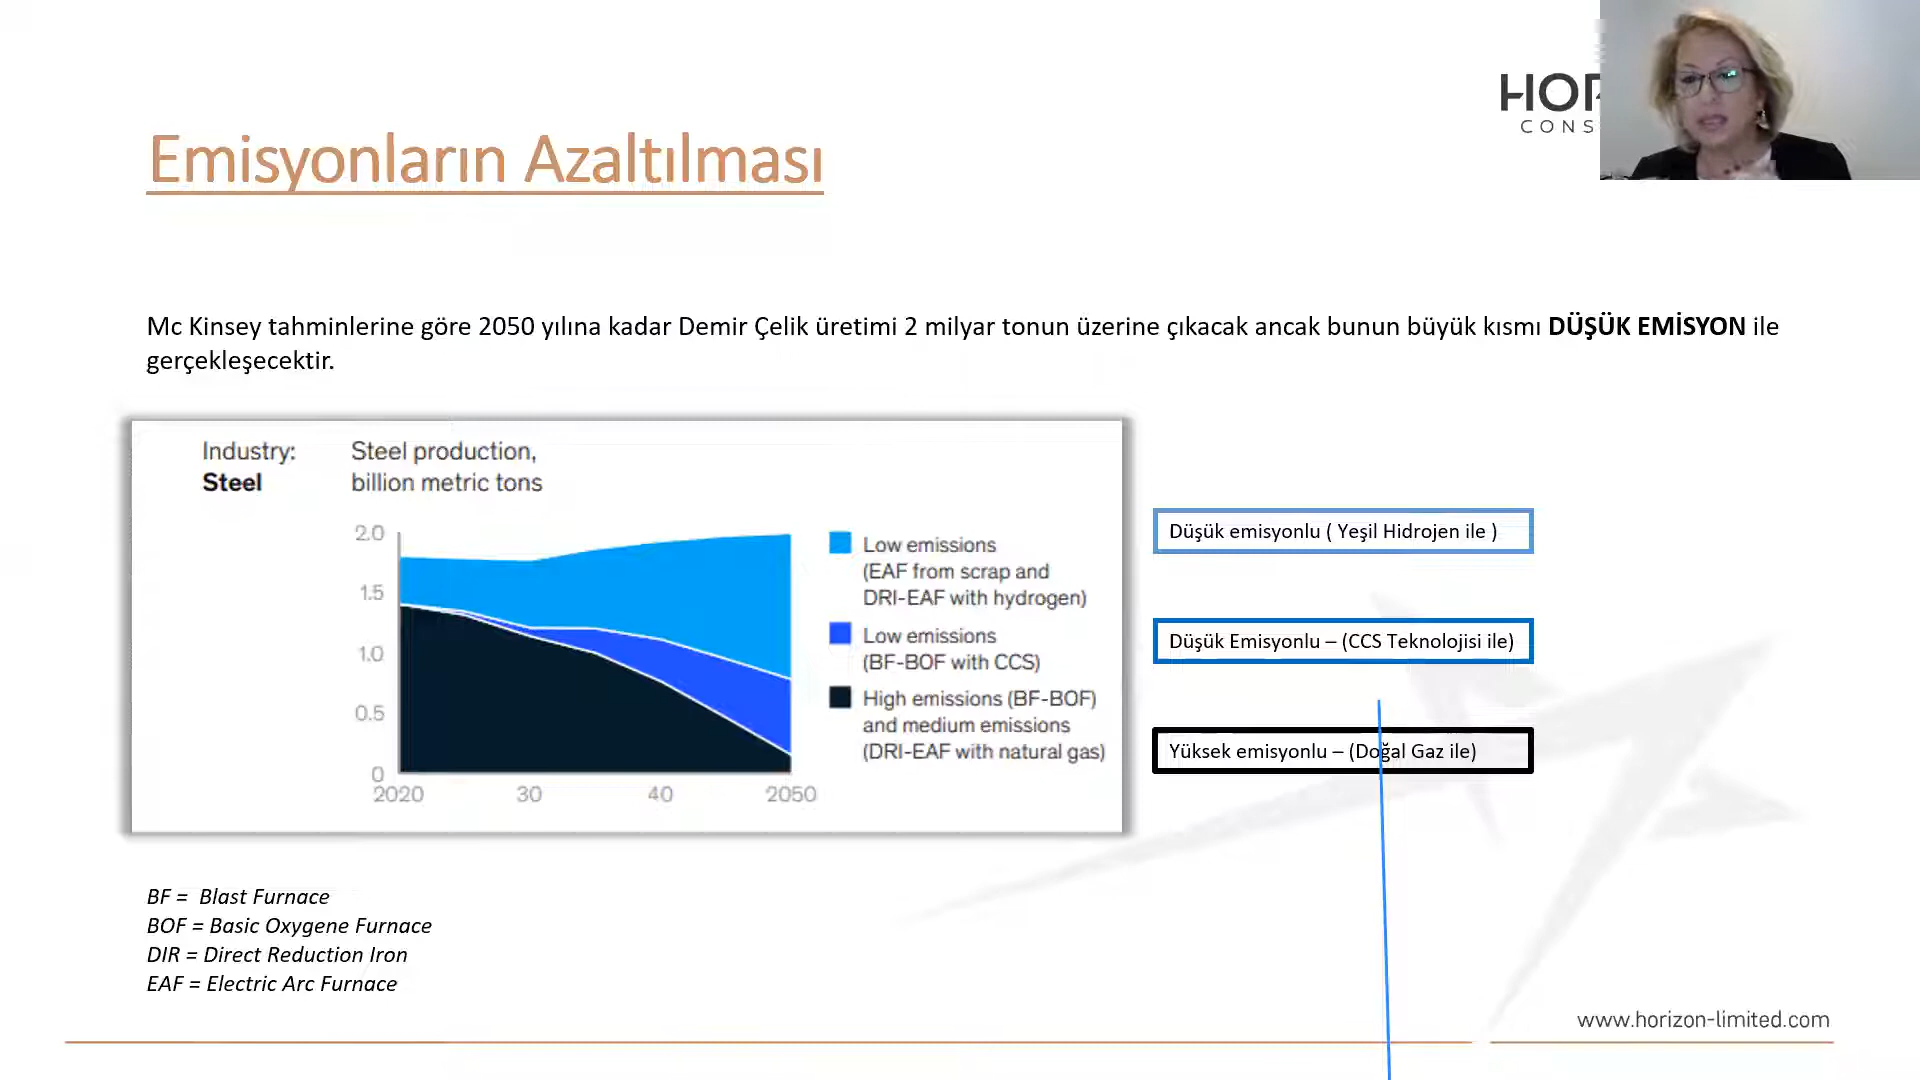 Emisyonların Azaltılması
Mc Kinsey tahminlerine göre 2050 yılına kadar Demir Çelik üretimi 2 milyar tonun üzerine çıkacak ancak bunun büyük kısmı DÜŞÜK EMİSYON ile
gerçekleşecektir.
Industry:
Steel
Steel production,
billion metric tons
2.0
1.5
1.0
0.5
0
2020
30
40
2050
Low emissions
(EAF from scrap and
DRI-EAF with hydrogen)
Low emissions
(BF-BOF with CCS)
High emissions (BF-BOF)
and medium emissions
(DRI-EAF with natural gas)
Düşük emisyonlu ( Yeşil Hidrojen ile )
Düşük Emisyonlu – (CCS Teknolojisi ile)
Yüksek emisyonlu – (Doğal Gaz ile)
BF =  Blast Furnace
BOF = Basic Oxygene Furnace
DIR = Direct Reduction Iron
EAF = Electric Arc Furnace
www.horizon-limited.com